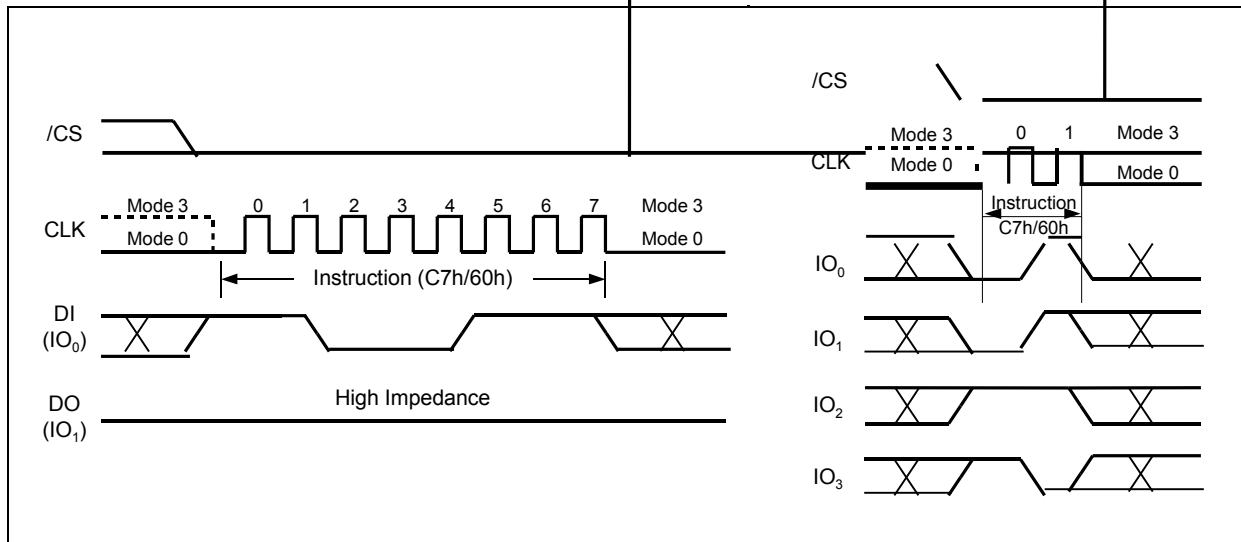 /CS
Mode 3 0 1 2 3 4 5 6 7 Mode 3
CLK Mode 0 Mode 0
Instruction (C7h/60h)
DI
(IO₀)
High Impedance
DO
(IO₁)
/CS
Mode 3 0 1 Mode 3
CLK Mode 0 Mode 0
Instruction
C7h/60h
IO₀
IO₁
IO₂
IO₃